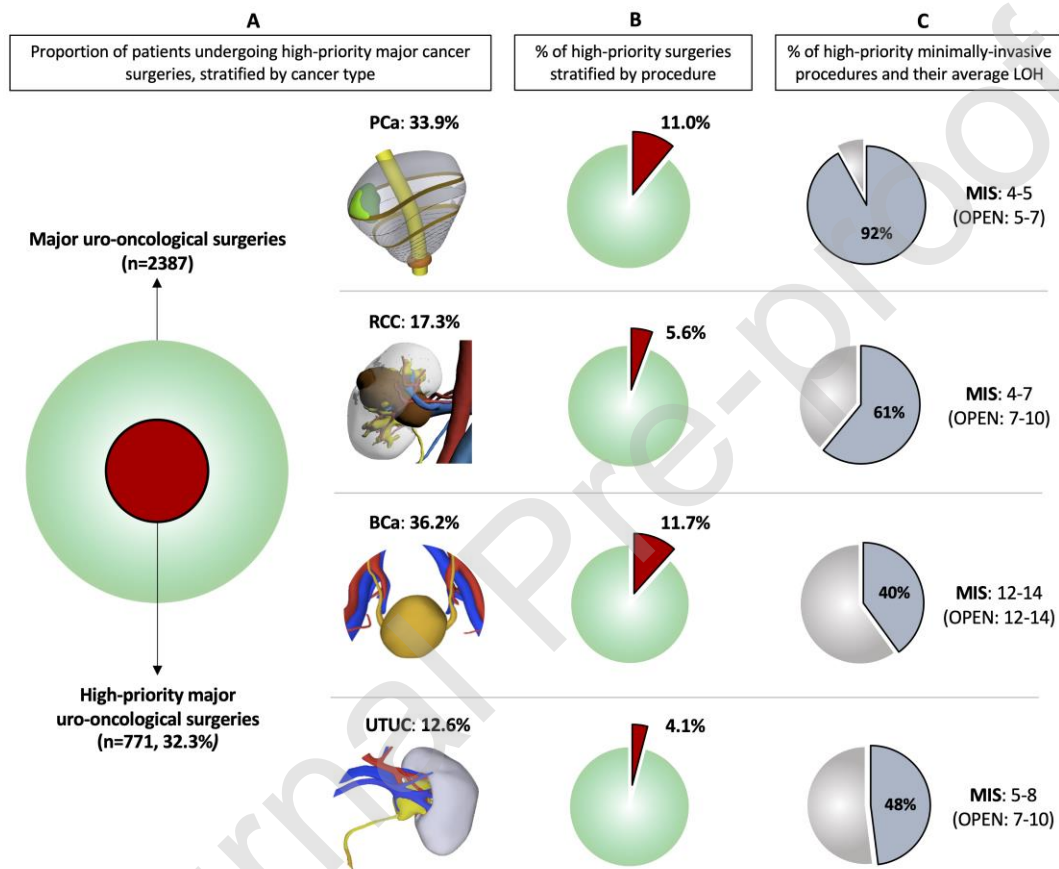 A
Proportion of patients undergoing high-priority major cancer
surgeries, stratified by cancer type
B
% of high-priority surgeries
stratified by procedure
C
% of high-priority minimally-invasive
procedures and their average LOH
Major uro-oncological surgeries
(n=2387)
High-priority major
uro-oncological surgeries
(n=771, 32.3%)
PCa: 33.9%
11.0%
92%
MIS: 4-5
(OPEN: 5-7)
RCC: 17.3%
5.6%
61%
MIS: 4-7
(OPEN: 7-10)
BCa: 36.2%
11.7%
40%
MIS: 12-14
(OPEN: 12-14)
UTUC: 12.6%
4.1%
48%
MIS: 5-8
(OPEN: 7-10)
rnal Pre-proof